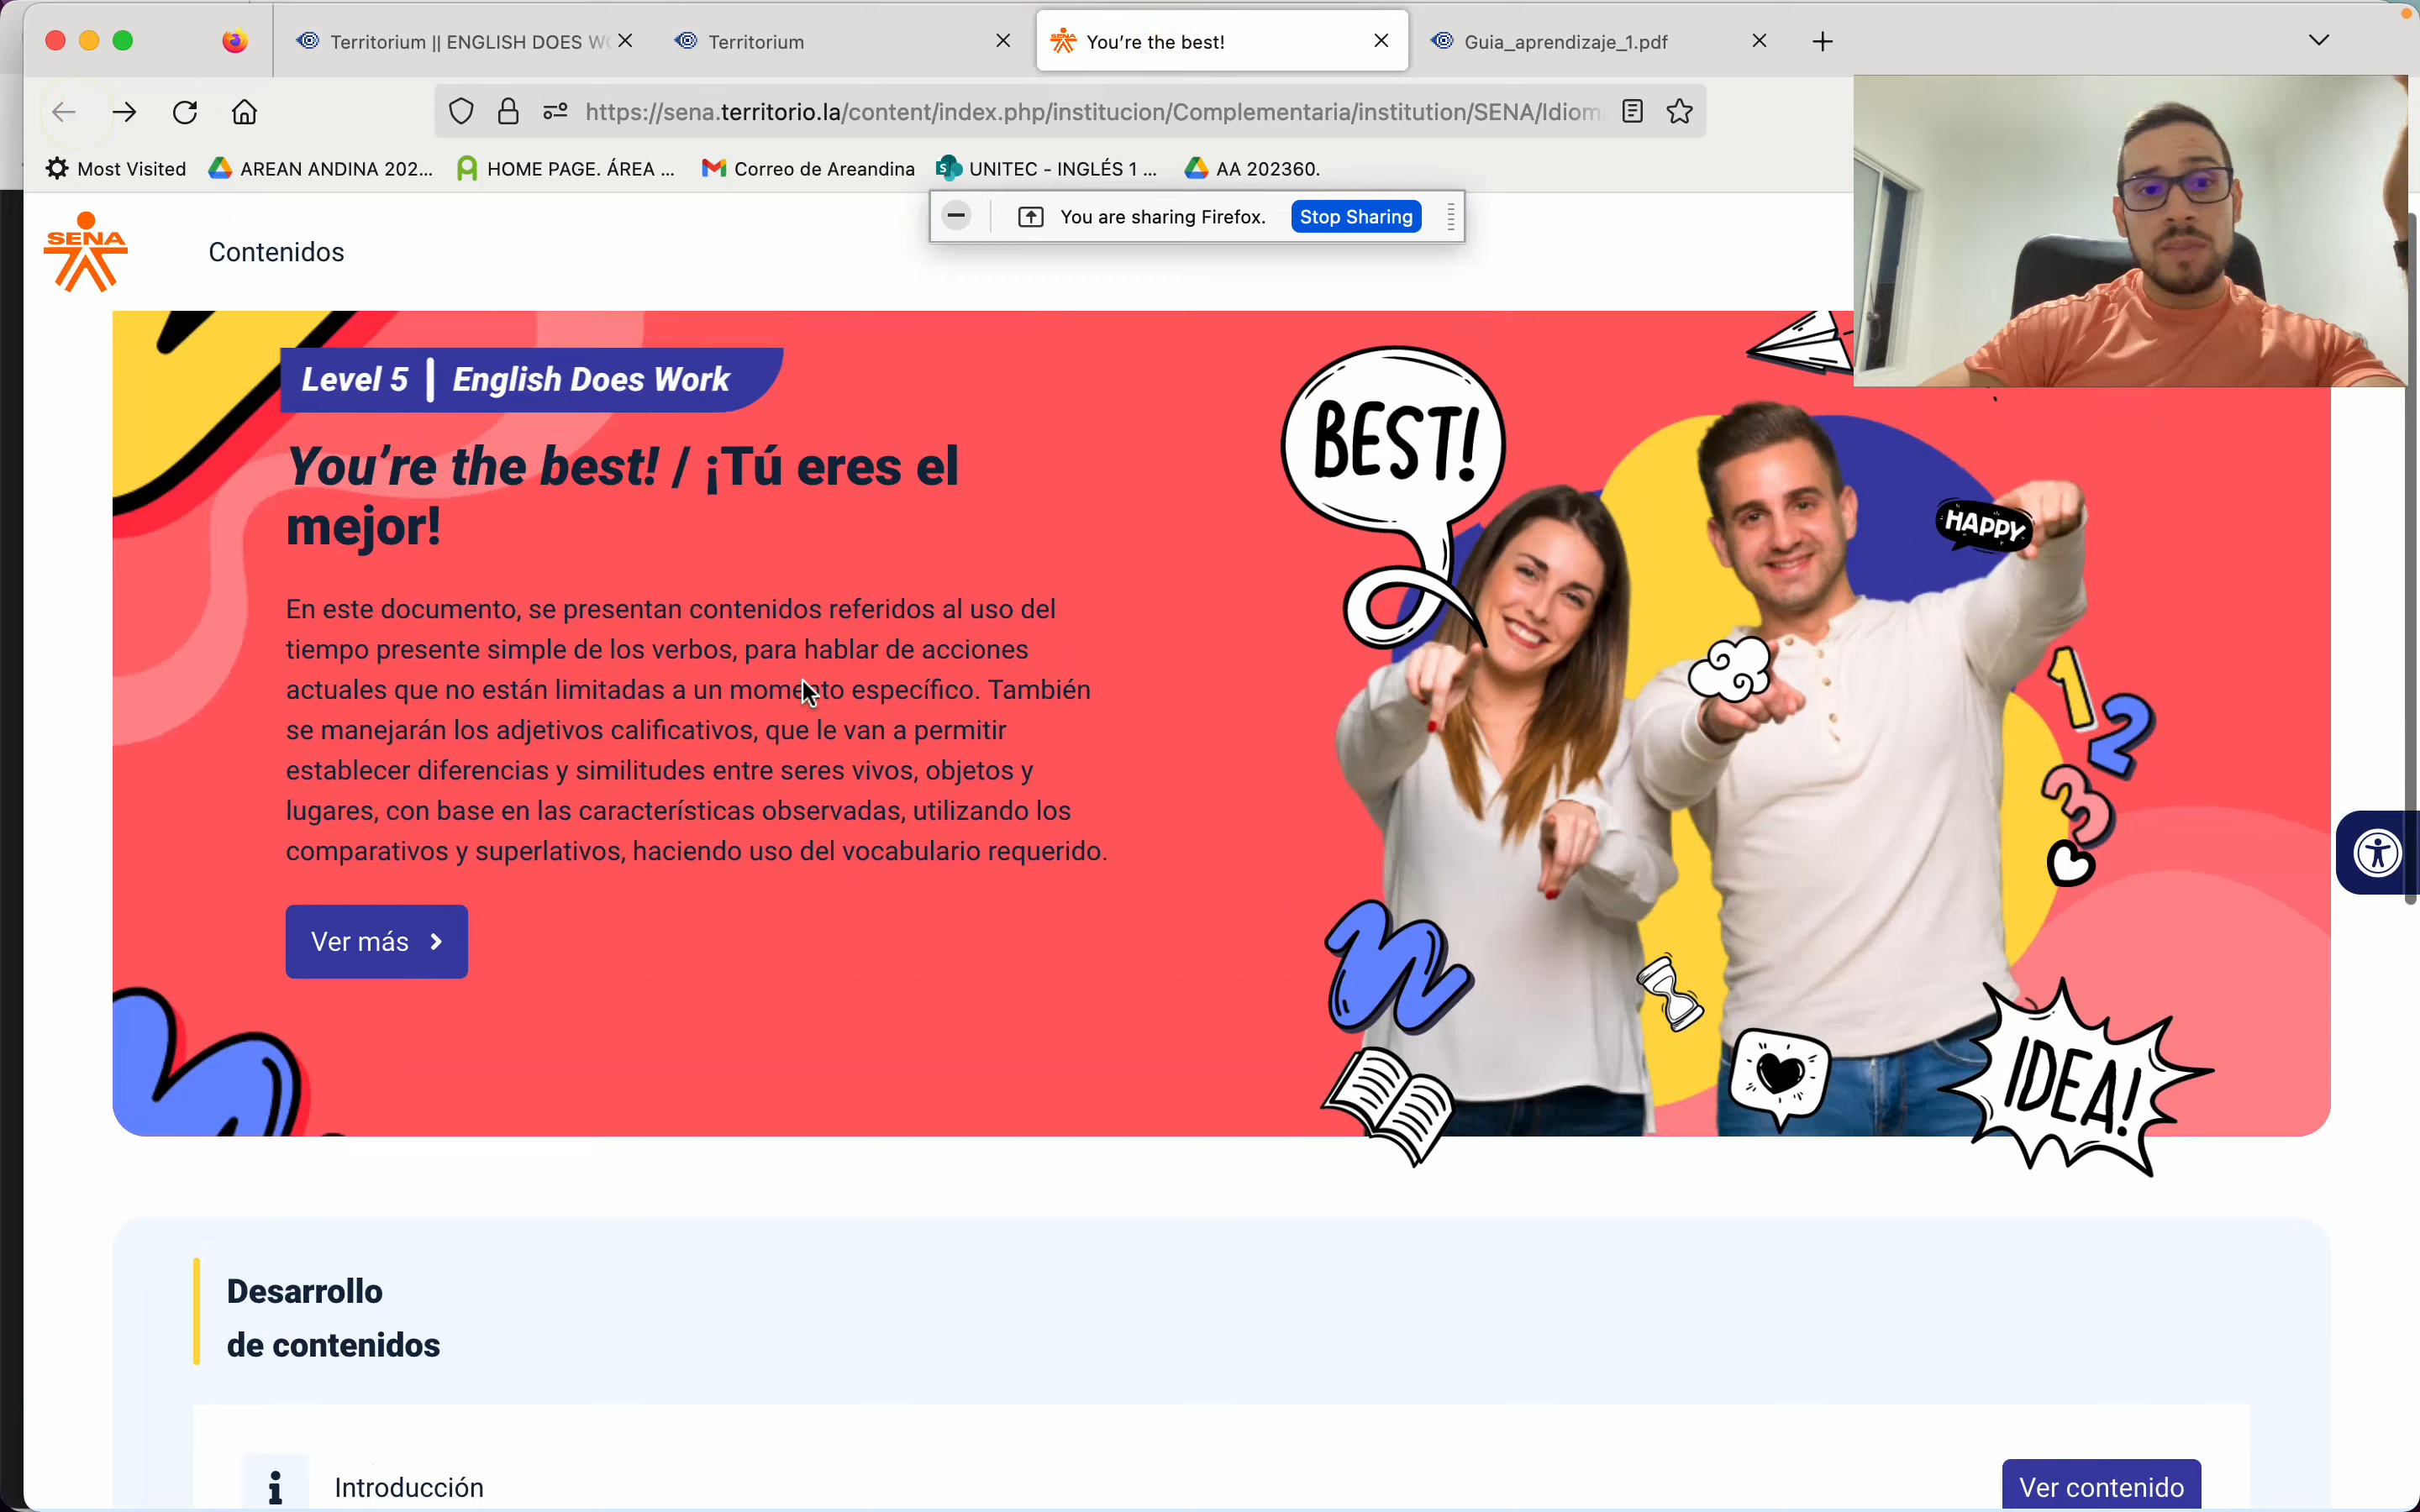 Territorium || ENGLISH DOES WO
Territorium
You're the best!
Guia_aprendizaje_1.pdf
https://sena.territorio.la/content/index.php/institucion/Complementaria/institution/SENA/Idiom
Most Visited
AREAN ANDINA 202...
HOME PAGE. ÁREA ...
Correo de Areandina
UNITEC - INGLÉS 1 ...
AA 202360.
You are sharing Firefox.
Stop Sharing
SENA
Contenidos
Level 5 | English Does Work
You're the best! / ¡Tú eres el
mejor!
En este documento, se presentan contenidos referidos al uso del
tiempo presente simple de los verbos, para hablar de acciones
actuales que no están limitadas a un momento específico. También
se manejarán los adjetivos calificativos, que le van a permitir
establecer diferencias y similitudes entre seres vivos, objetos y
lugares, con base en las características observadas, utilizando los
comparativos y superlativos, haciendo uso del vocabulario requerido.
Ver más
BEST!
HAPPY
1
2
3
IDEA!
Desarrollo
de contenidos
Introducción
Ver contenido